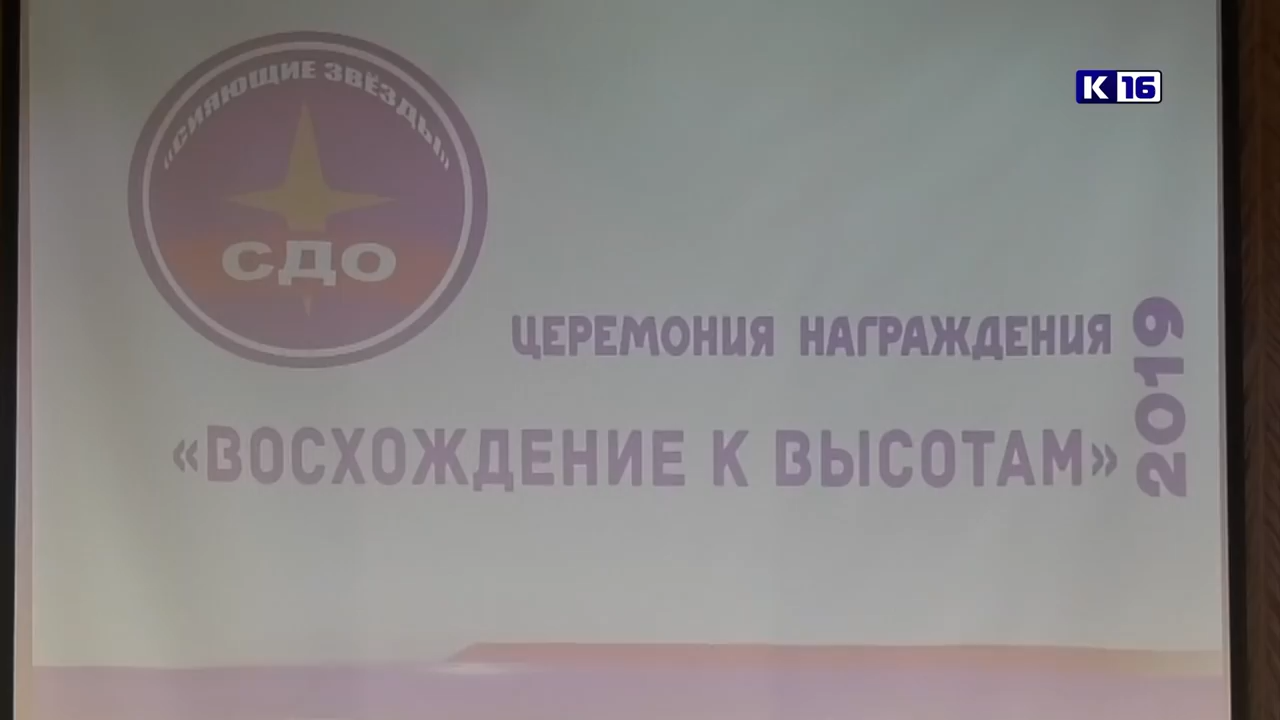 «СИЯЮЩИЕ ЗВЁЗДЫ»
СДО
К 16
ЦЕРЕМОНИЯ НАГРАЖДЕНИЯ
2019
«ВОСХОЖДЕНИЕ К ВЫСОТАМ»